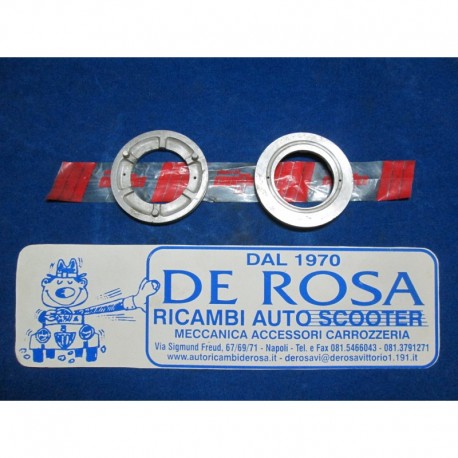 DAL 1970
DE ROSA
RICAMBI AUTO SCOOTER
MECCANICA ACCESSORI CARROZZERIA
Via Sigmund Freud, 67/69/71 - Napoli - Tel. e Fax 081.5466043 - 081.3791271
www.autoricambiderosa.it - derosavi@derosavittorio1.191.it